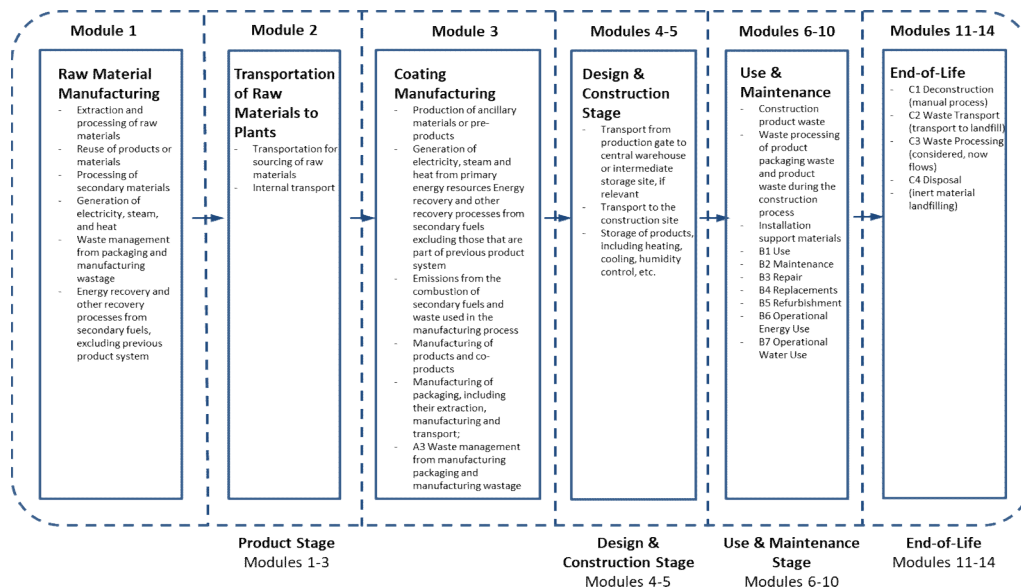 Module 1
Module 2
Module 3
Modules 4-5
Modules 6-10
Modules 11-14
Raw Material
Manufacturing
- Extraction and
processing of raw
materials
- Reuse of products or
materials
- Processing of
secondary materials
- Generation of
electricity, steam,
and heat
- Waste management
from packaging and
manufacturing
wastage
- Energy recovery and
other recovery
processes from
secondary fuels,
excluding previous
product system
Transportation
of Raw
Materials to
Plants
- Transportation for
sourcing of raw
materials
- Internal transport
Coating
Manufacturing
- Production of ancillary
materials or pre-
products
- Generation of
electricity, steam and
heat from primary
energy resources Energy
recovery and other
recovery processes from
secondary fuels
excluding those that are
part of previous product
system
- Emissions from the
combustion of
secondary fuels and
waste used in the
manufacturing process
- Manufacturing of
products and co-
products
- Manufacturing of
packaging, including
their extraction,
manufacturing and
transport;
- A3 Waste management
from manufacturing
packaging and
manufacturing wastage
Design &
Construction
Stage
- Transport from
production gate to
central warehouse
or intermediate
storage site, if
relevant
- Transport to the
construction site
- Storage of products,
including heating,
cooling, humidity
control, etc.
Use &
Maintenance
- Construction
product waste
- Waste processing
of product
packaging waste
and product
waste during the
construction
process
- Installation
support materials
- B1 Use
- B2 Maintenance
- B3 Repair
- B4 Replacements
- B5 Refurbishment
- B6 Operational
Energy Use
- B7 Operational
Water Use
End-of-Life
- C1 Deconstruction
(manual process)
- C2 Waste Transport
(transport to landfill)
- C3 Waste Processing
(considered, now
flows)
- C4 Disposal
- (inert material
landfilling)
Product Stage
Modules 1-3
Design &
Construction Stage
Modules 4-5
Use & Maintenance
Stage
Modules 6-10
End-of-Life
Modules 11-14